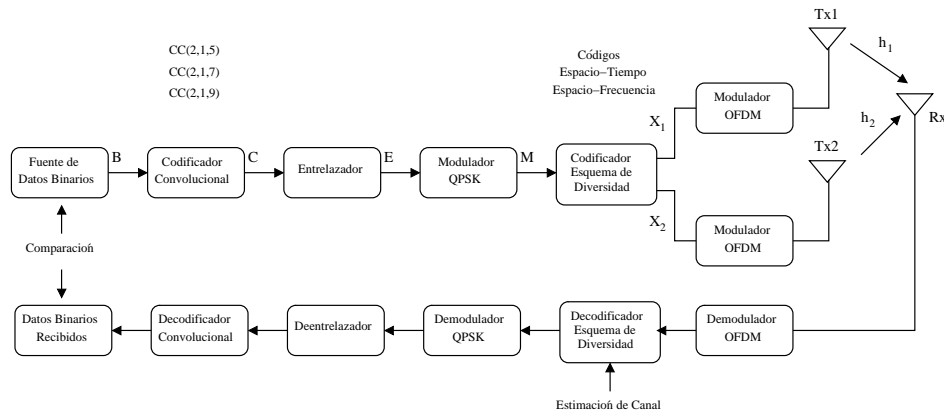 CC(2,1,5)
CC(2,1,7)
CC(2,1,9)
Códigos
Espacio−Tiempo
Espacio−Frecuencia
Tx1
h1
Modulador
OFDM
X1
h2
Rx
Tx2
Fuente de
Datos Binarios
B
Codificador
Convolucional
C
Entrelazador
E
Modulador
QPSK
M
Codificador
Esquema de
Diversidad
X2
Modulador
OFDM
Comparación
Datos Binarios
Recibidos
Decodificador
Convolucional
Deentrelazador
Demodulador
QPSK
Decodificador
Esquema de
Diversidad
Demodulador
OFDM
Estimación de Canal